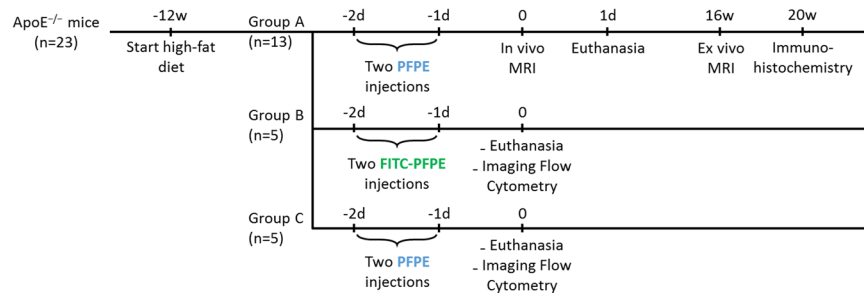 ApoE⁻/⁻ mice
(n=23)
-12w
Start high-fat
diet
Group A
(n=13)
-2d
-1d
Two PFPE
injections
0
In vivo
MRI
1d
Euthanasia
16w
Ex vivo
MRI
20w
Immuno-
histochemistry
Group B
(n=5)
-2d
-1d
Two FITC-PFPE
injections
0
- Euthanasia
- Imaging Flow
Cytometry
Group C
(n=5)
-2d
-1d
Two PFPE
injections
0
- Euthanasia
- Imaging Flow
Cytometry